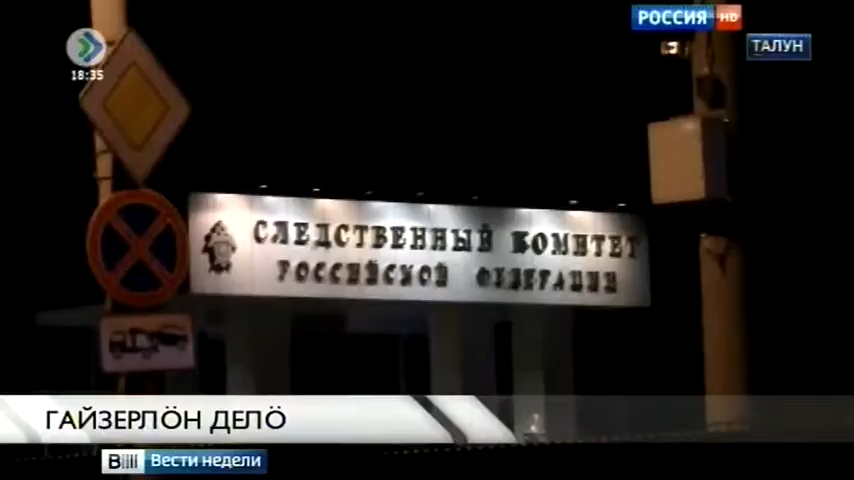 РОССИЯ HD
18:35
ТАЛУН
СЛЕДСТВЕННЫЙ КОМИТЕТ
РОССИЙСКОЙ ФЕДЕРАЦИИ
ГАЙЗЕРЛӦН ДЕЛӦ
В Вести недели